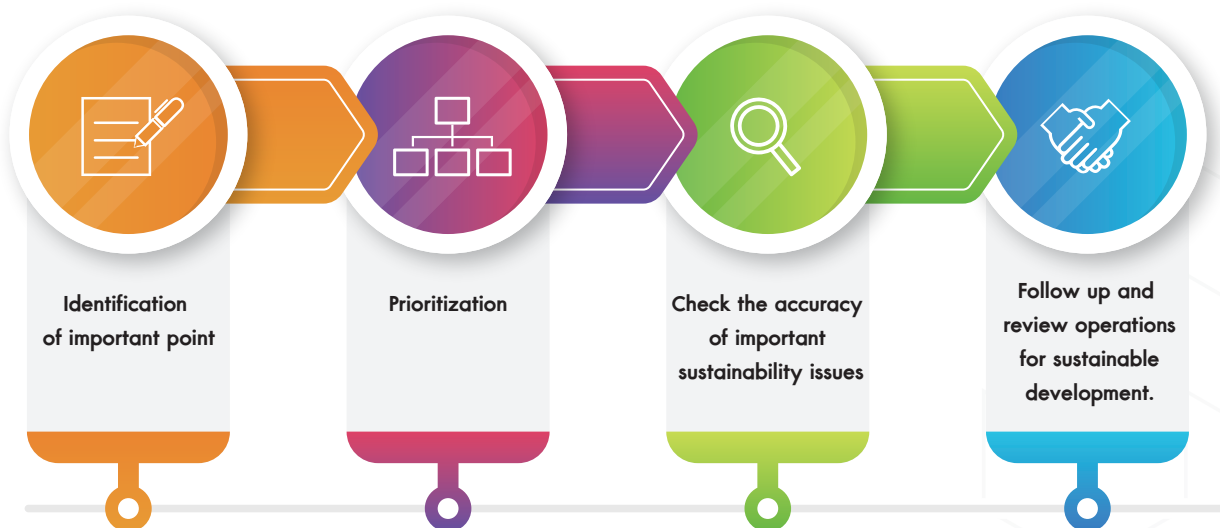 Identification
of important point
Prioritization
Check the accuracy
of important
sustainability issues
Follow up and
review operations
for sustainable
development.